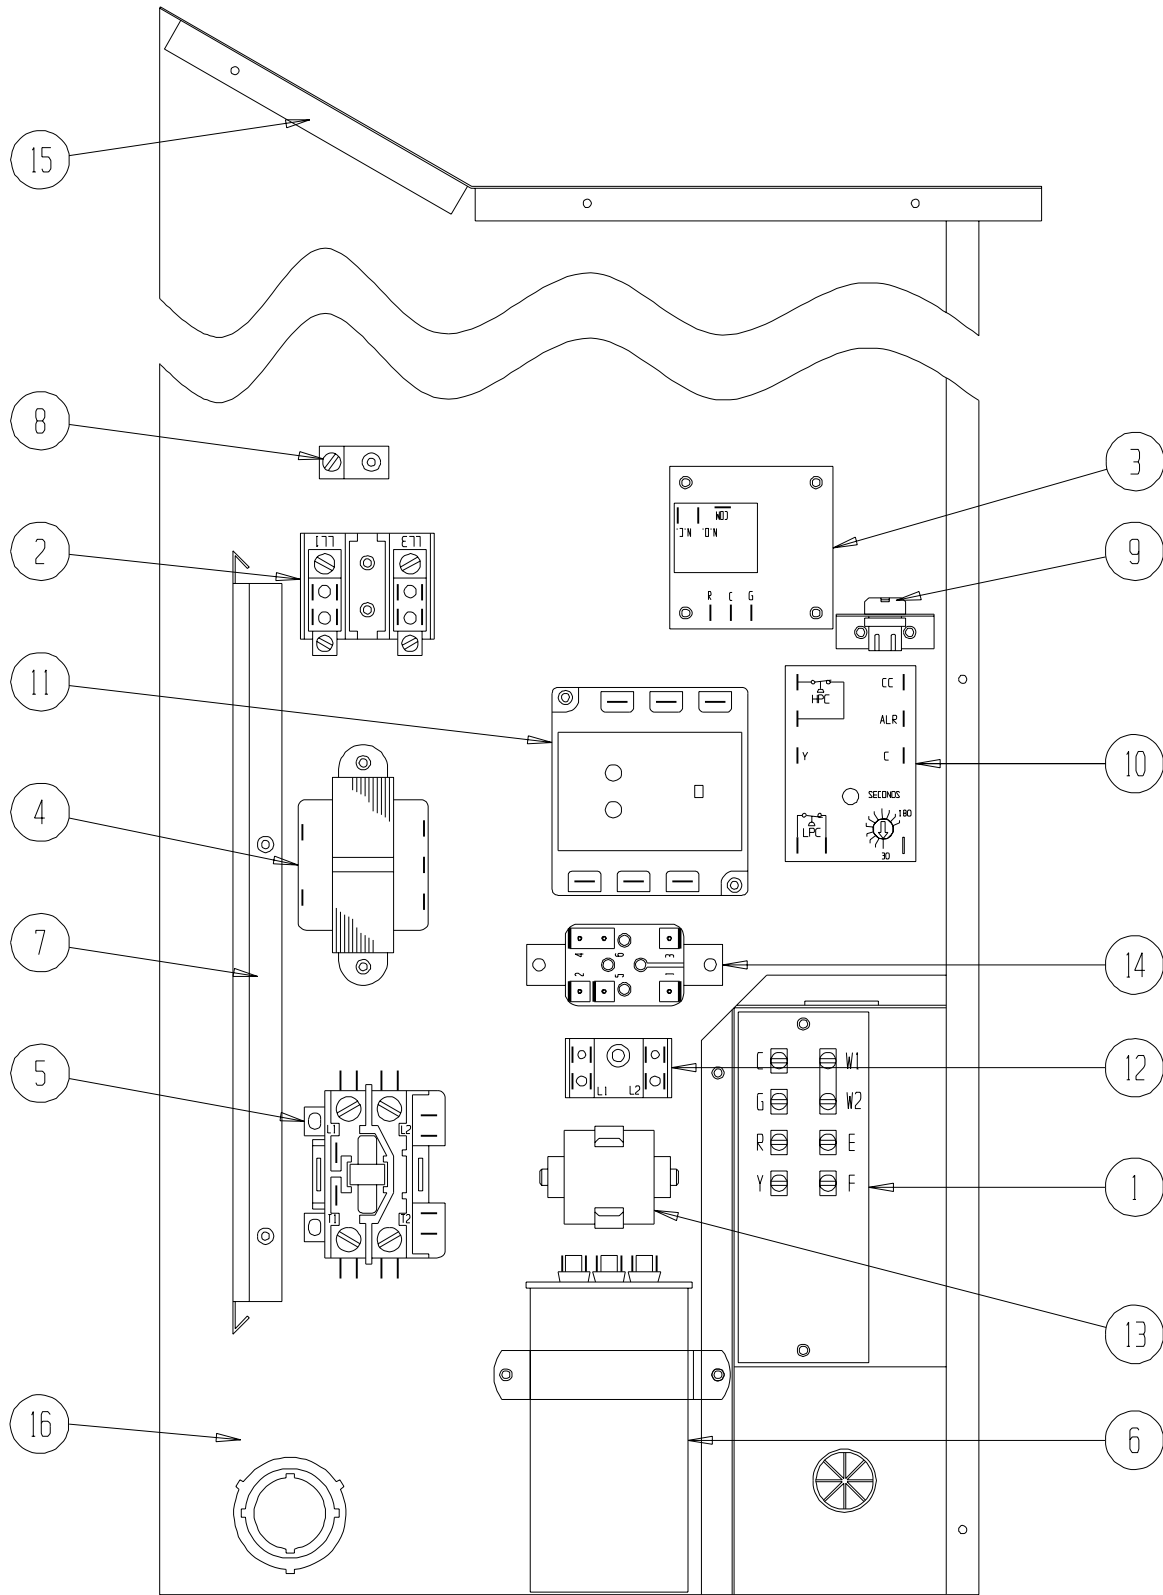 15
8
3
N.C. N.O. COM
R C G
2
LL1 LL3
9
11
HPC CC
ALR
Y C
10
SECONDS
180
LPC
30
4
7
4 6 3
2 5 1
14
5
L1 L2
T1 T2
L1 L2
12
C W1
G W2
R E
Y F
1
13
16
6